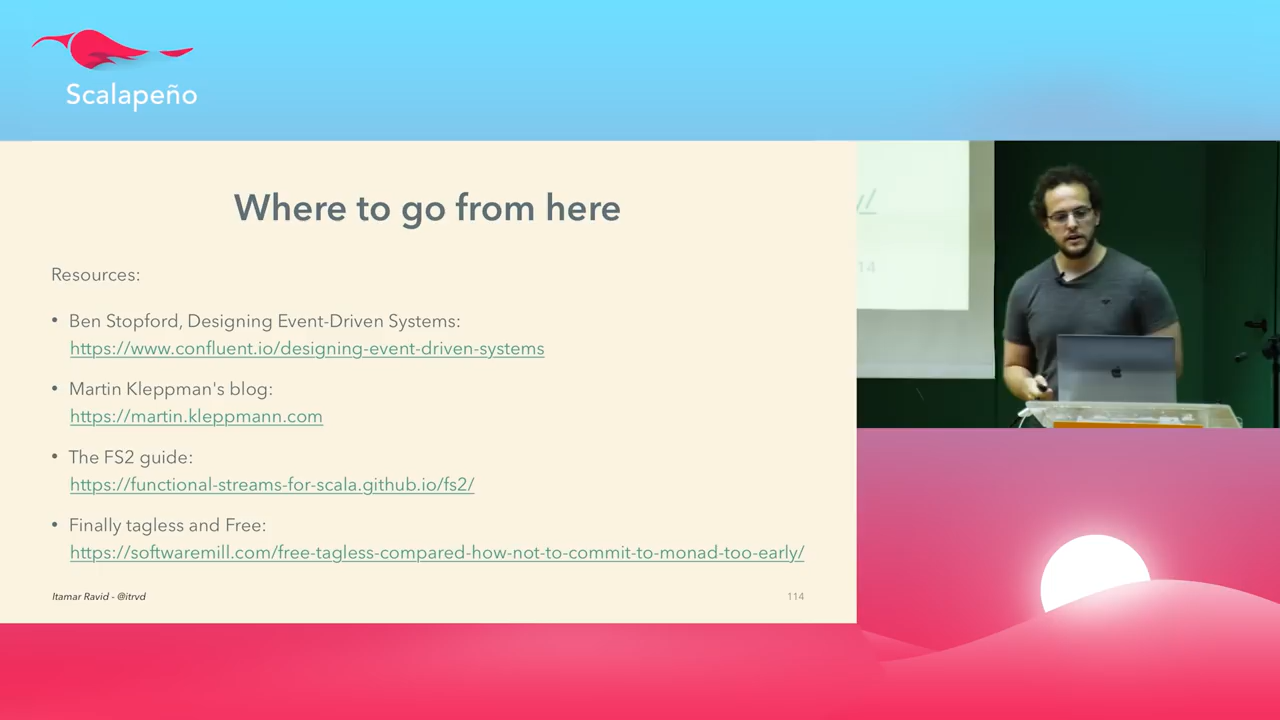 Scalapeño
Where to go from here
Resources:
• Ben Stopford, Designing Event-Driven Systems:
https://www.confluent.io/designing-event-driven-systems
• Martin Kleppman's blog:
https://martin.kleppmann.com
• The FS2 guide:
https://functional-streams-for-scala.github.io/fs2/
• Finally tagless and Free:
https://softwaremill.com/free-tagless-compared-how-not-to-commit-to-monad-too-early/
Itamar Ravid - @itrvd
114
y/
14